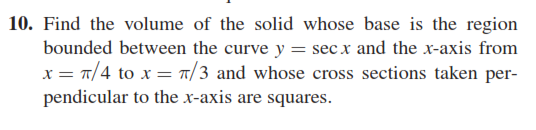 10. Find the volume of the solid whose base is the region
bounded between the curve y = sec x and the x-axis from
x = π/4 to x = π/3 and whose cross sections taken per-
pendicular to the x-axis are squares.